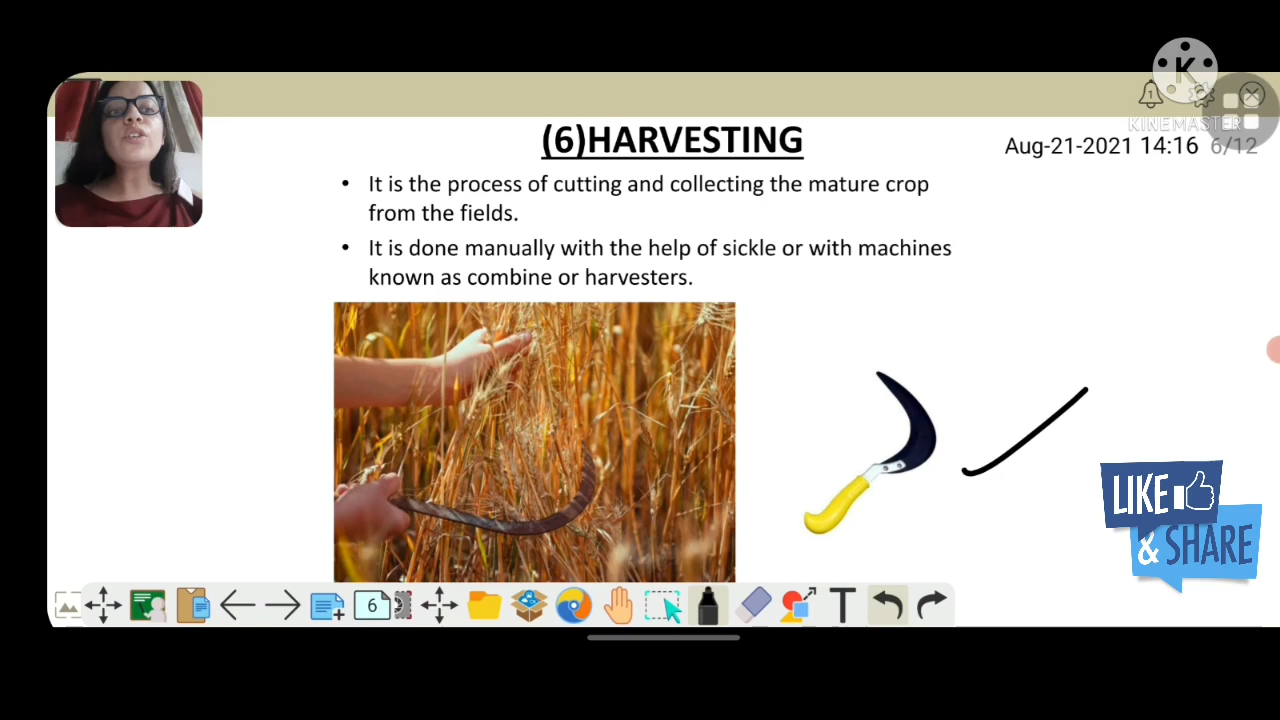 KINEMASTER
(6)HARVESTING
Aug-21-2021 14:16 6/12
• It is the process of cutting and collecting the mature crop
from the fields.
• It is done manually with the help of sickle or with machines
known as combine or harvesters.
LIKE
& SHARE
6
T